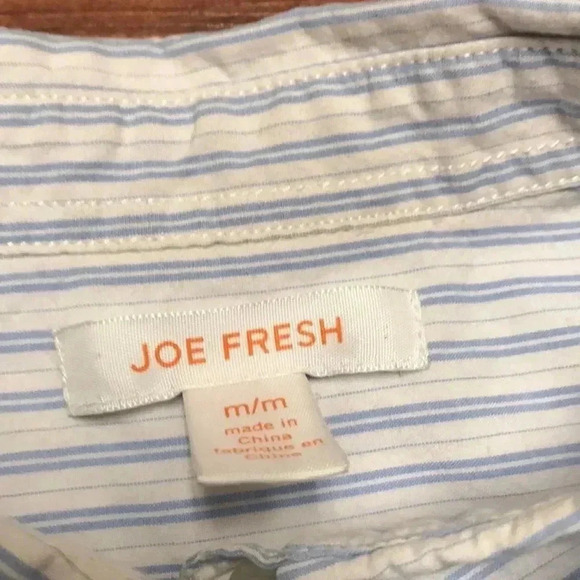 JOE FRESH
m/m
made in
China
fabriqué en
Chine